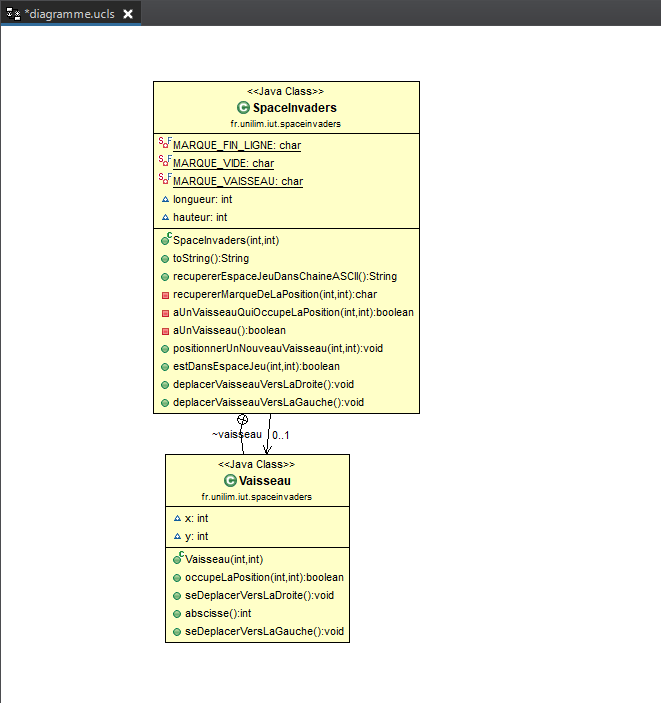 *diagramme.ucls
<<Java Class>>
SpaceInvaders
fr.unilim.iut.spaceinvaders
MARQUE_FIN_LIGNE: char
MARQUE_VIDE: char
MARQUE_VAISSEAU: char
longueur: int
hauteur: int
SpaceInvaders(int,int)
toString():String
recupererEspaceJeuDansChaineASCII():String
recupererMarqueDeLaPosition(int,int):char
aUnVaisseauQuiOccupeLaPosition(int,int):boolean
aUnVaisseau():boolean
positionnerUnNouveauVaisseau(int,int):void
estDansEspaceJeu(int,int):boolean
deplacerVaisseauVersLaDroite():void
deplacerVaisseauVersLaGauche():void
~vaisseau 0..1
<<Java Class>>
Vaisseau
fr.unilim.iut.spaceinvaders
x: int
y: int
Vaisseau(int,int)
occupeLaPosition(int,int):boolean
seDeplacerVersLaDroite():void
abscisse():int
seDeplacerVersLaGauche():void